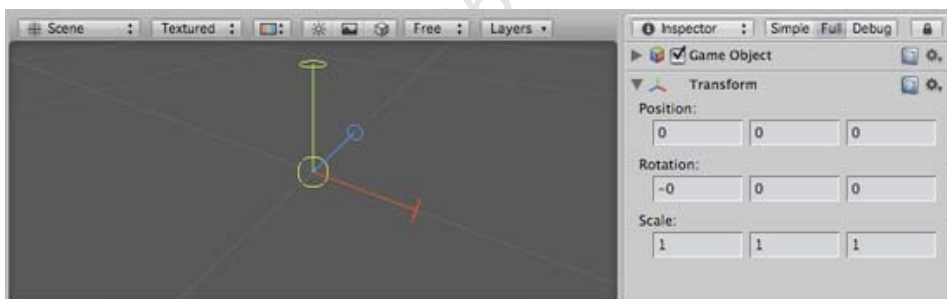 Scene Textured Free Layers
Inspector Simple Full Debug
Game Object
Transform
Position:
0 0 0
Rotation:
-0 0 0
Scale:
1 1 1